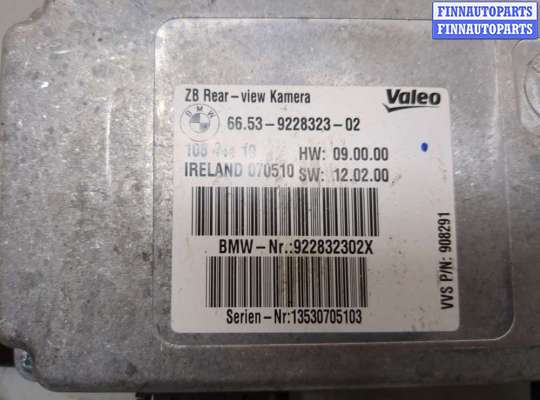 FINNAUTOPARTS
FINNAUTOPARTS
ZB Rear-view Kamera
Valeo
BMW
66.53-9228323-02
HW: 09.00.00
IRELAND 070510 SW: 12.02.00
BMW-Nr.:922832302X
Serien-Nr:13530705103
VVS P/N: 908291